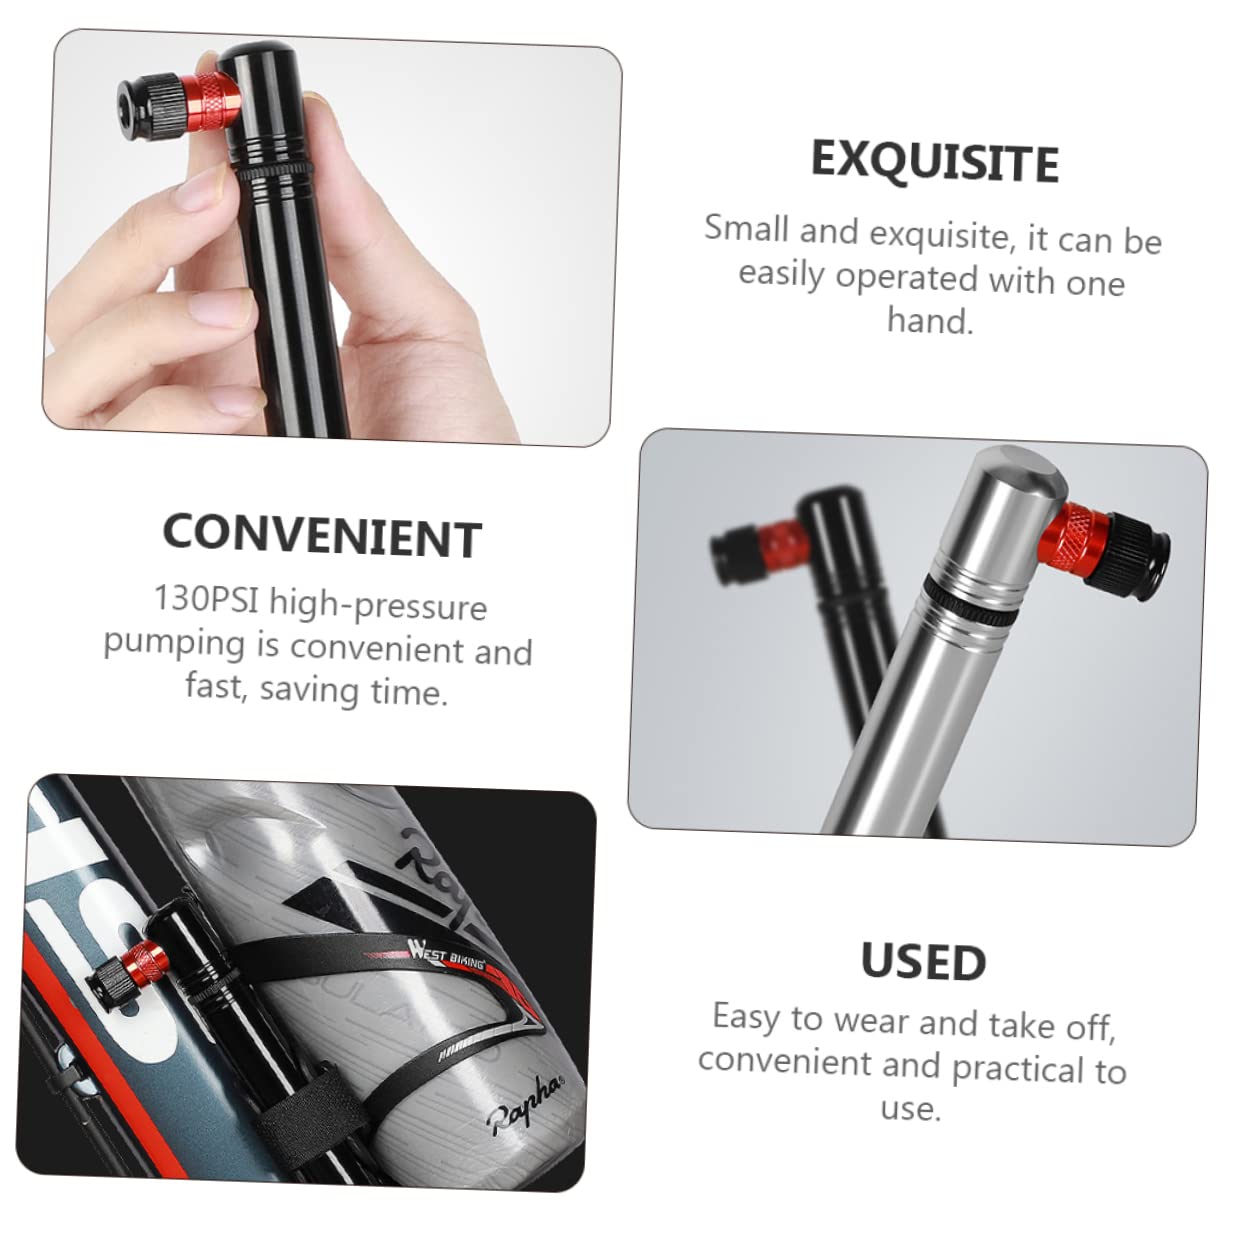 EXQUISITE
Small and exquisite, it can be
easily operated with one
hand.
CONVENIENT
130PSI high-pressure
pumping is convenient and
fast, saving time.
WEST BIKING
Rapha®
USED
Easy to wear and take off,
convenient and practical to
use.